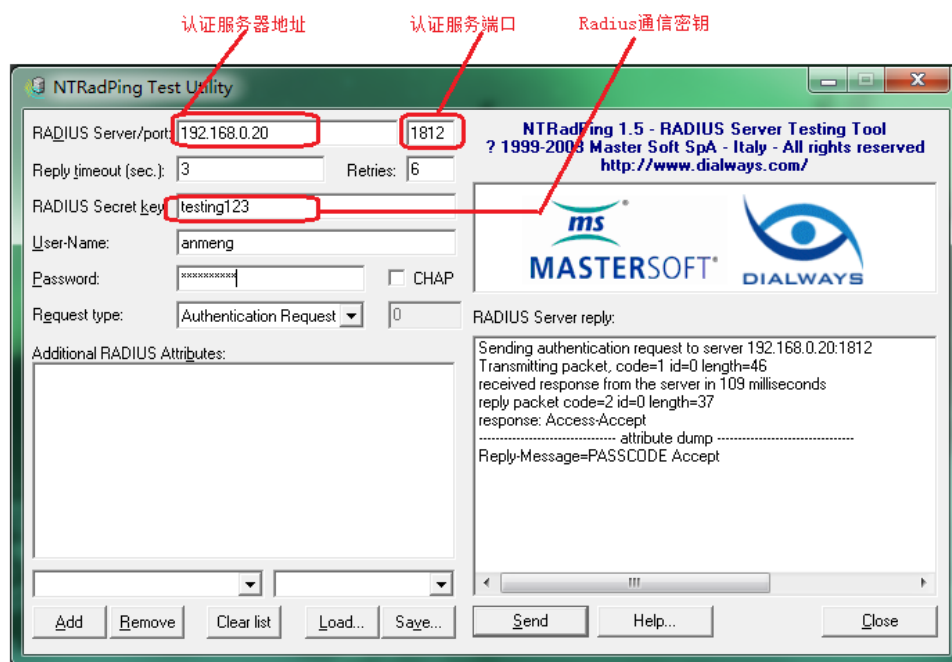 认证服务器地址
认证服务端口
Radius通信密钥
NTRadPing Test Utility
RADIUS Server/port: 192.168.0.20 1812
Reply timeout (sec.): 3 Retries: 6
RADIUS Secret key testing123
User-Name: anmeng
Password: xxxxxxxxxx CHAP
Request type: Authentication Request 0
Additional RADIUS Attributes:
Add Remove Clear list Load... Save...
NTRadPing 1.5 - RADIUS Server Testing Tool
? 1999-2003 Master Soft SpA - Italy - All rights reserved
http://www.dialways.com/
ms
MASTERSOFT
DIALWAYS
RADIUS Server reply:
Sending authentication request to server 192.168.0.20:1812
Transmitting packet, code=1 id=0 length=46
received response from the server in 109 milliseconds
reply packet code=2 id=0 length=37
response: Access-Accept
------------------------------- attribute dump -------------------------------
Reply-Message=PASSCODE Accept
Send Help... Close